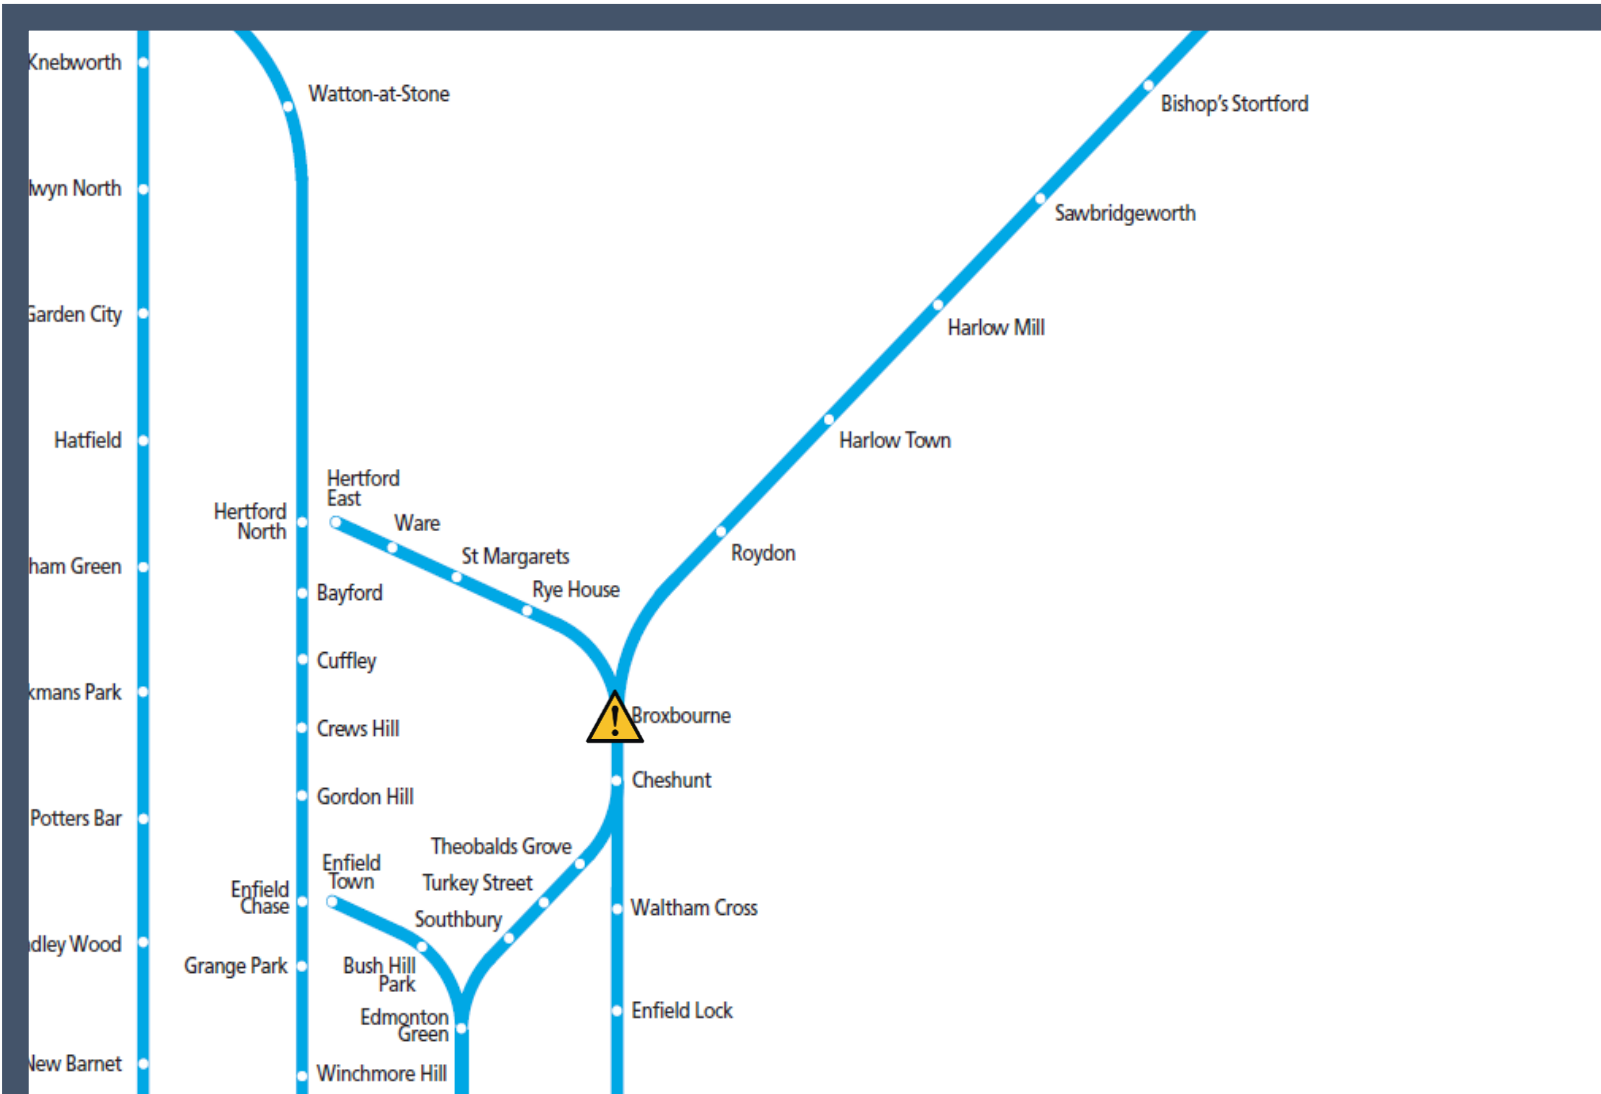 Knebworth
Watton-at-Stone
Bishop's Stortford
lwyn North
Sawbridgeworth
Garden City
Harlow Mill
Hatfield
Harlow Town
Hertford
East
Hertford
North
Ware
St Margarets
Roydon
ham Green
Rye House
Bayford
Cuffley
kmans Park
Broxbourne
Crews Hill
Cheshunt
Gordon Hill
Potters Bar
Theobalds Grove
Enfield
Town
Turkey Street
Enfield
Chase
Waltham Cross
Southbury
dley Wood
Grange Park
Bush Hill
Park
Enfield Lock
Edmonton
Green
New Barnet
Winchmore Hill